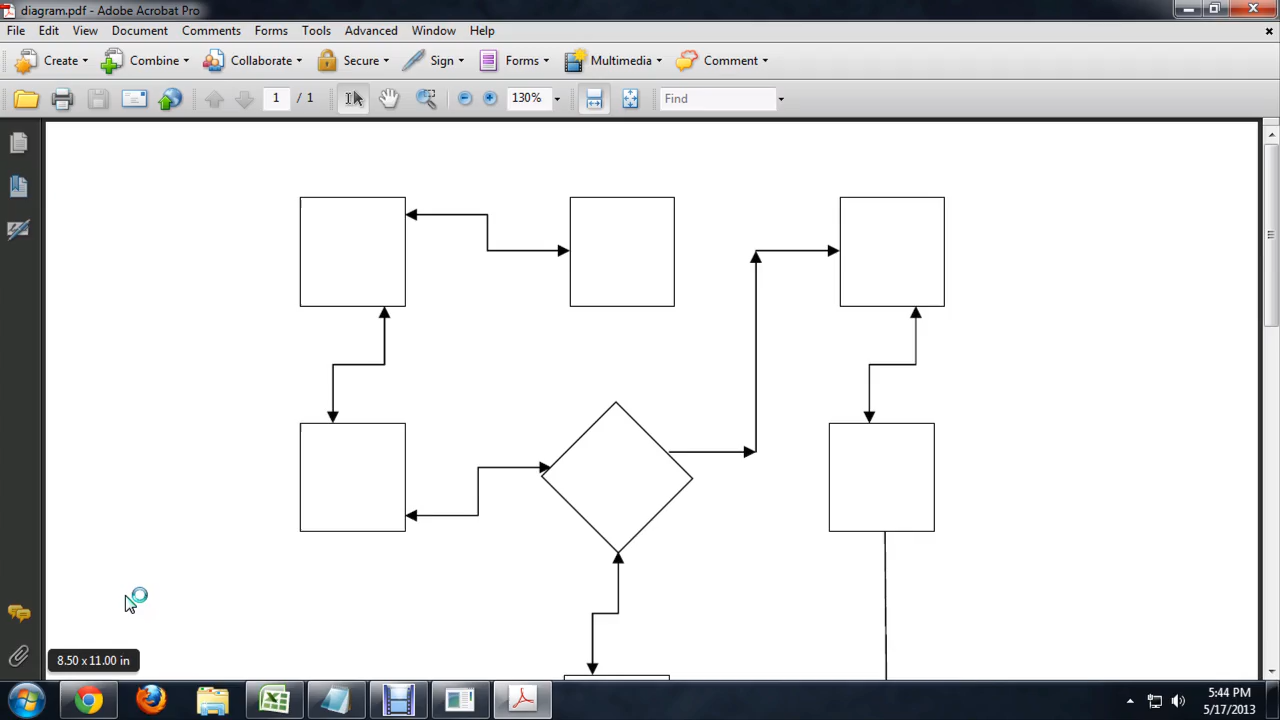 diagram.pdf - Adobe Acrobat Pro
File Edit View Document Comments Forms Tools Advanced Window Help
Create Combine Collaborate Secure Sign Forms Multimedia Comment
1 / 1 130% Find
8.50 x 11.00 in
5:44 PM
5/17/2013